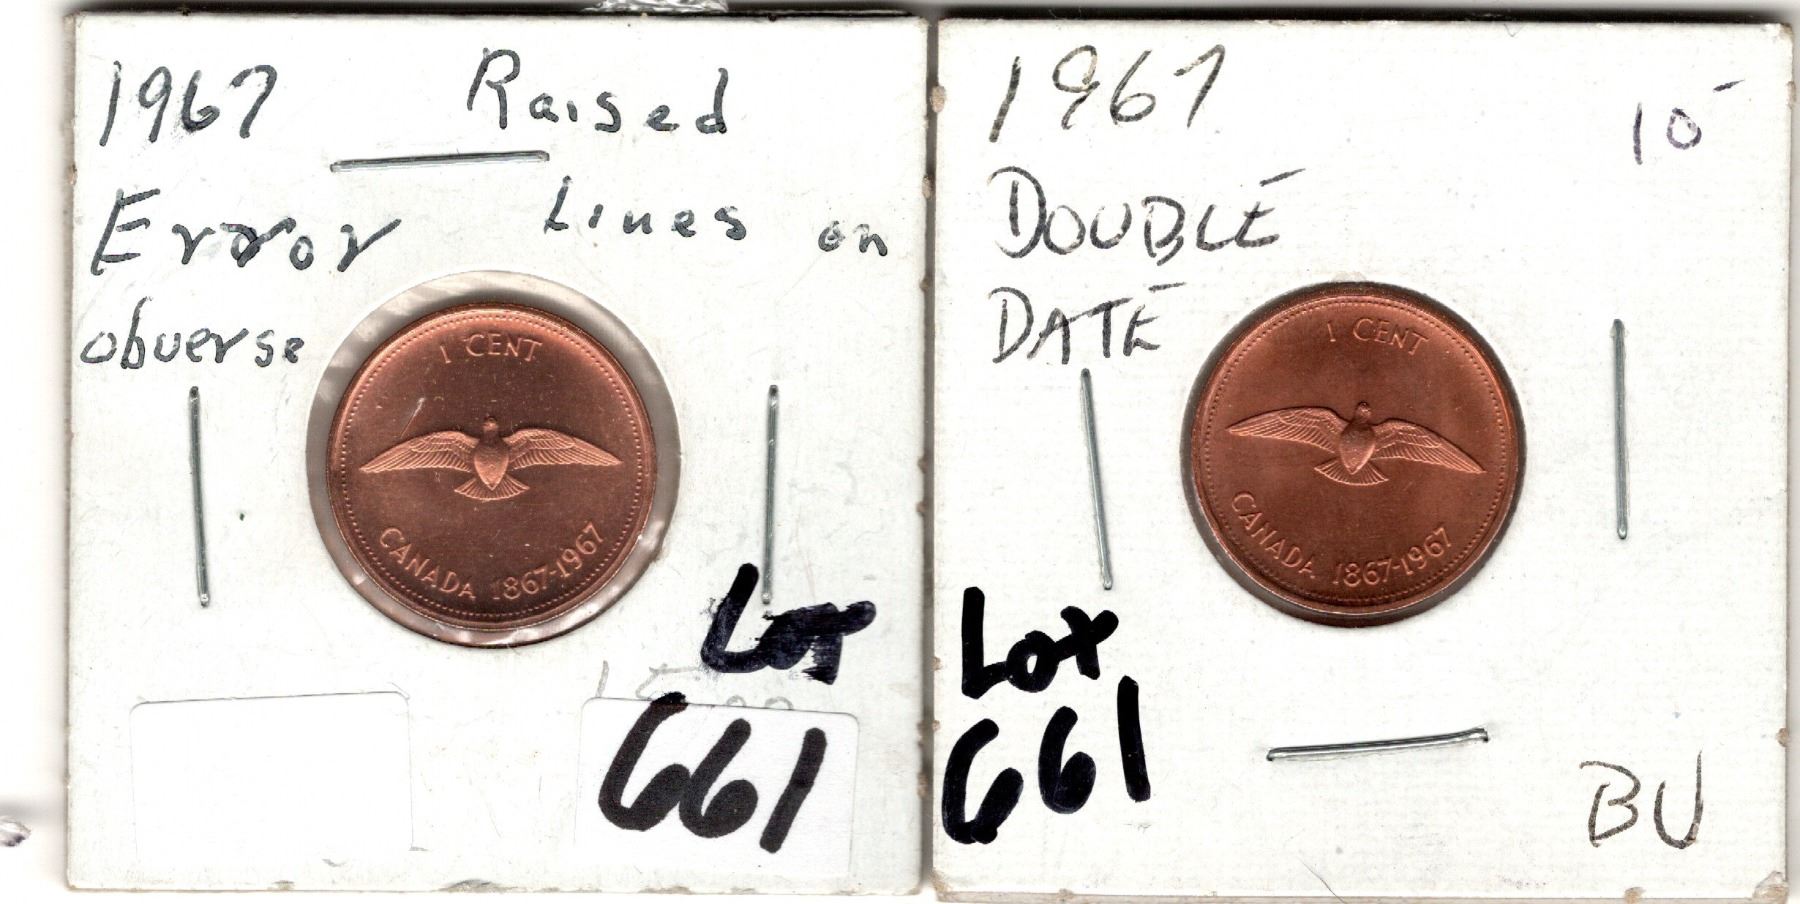 1967 Raised
Error Lines on
obverse
1 CENT
CANADA 1867-1967
Lot
661
1967 10
DOUBLE
DATE
1 CENT
CANADA 1867-1967
Lot
661
BU